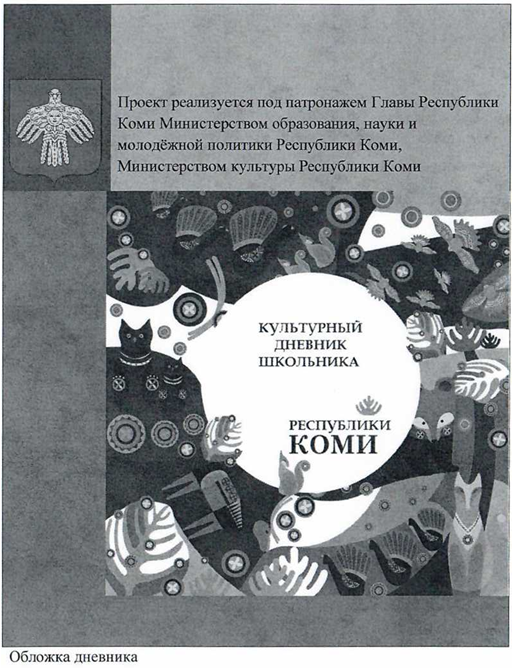 Проект реализуется под патронажем Главы Республики
Коми Министерством образования, науки и
молодёжной политики Республики Коми,
Министерством культуры Республики Коми
КУЛЬТУРНЫЙ
ДНЕВНИК
ШКОЛЬНИКА
РЕСПУБЛИКИ
КОМИ
Обложка дневника